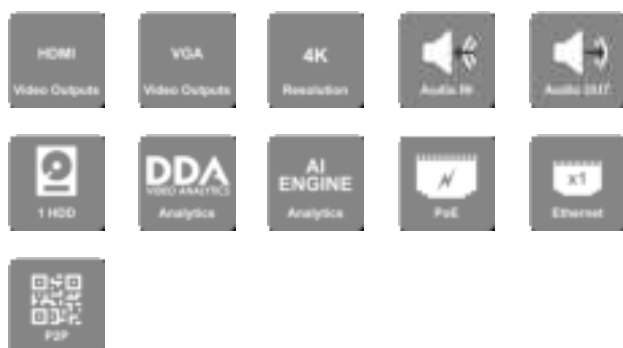 HDMI
Video Outputs
VGA
Video Outputs
4K
Resolution
Audio IN
Audio OUT
1 HDD
DDA
VIDEO ANALYTICS
Analytics
AI
ENGINE
Analytics
PoE
x1
Ethernet
P2P